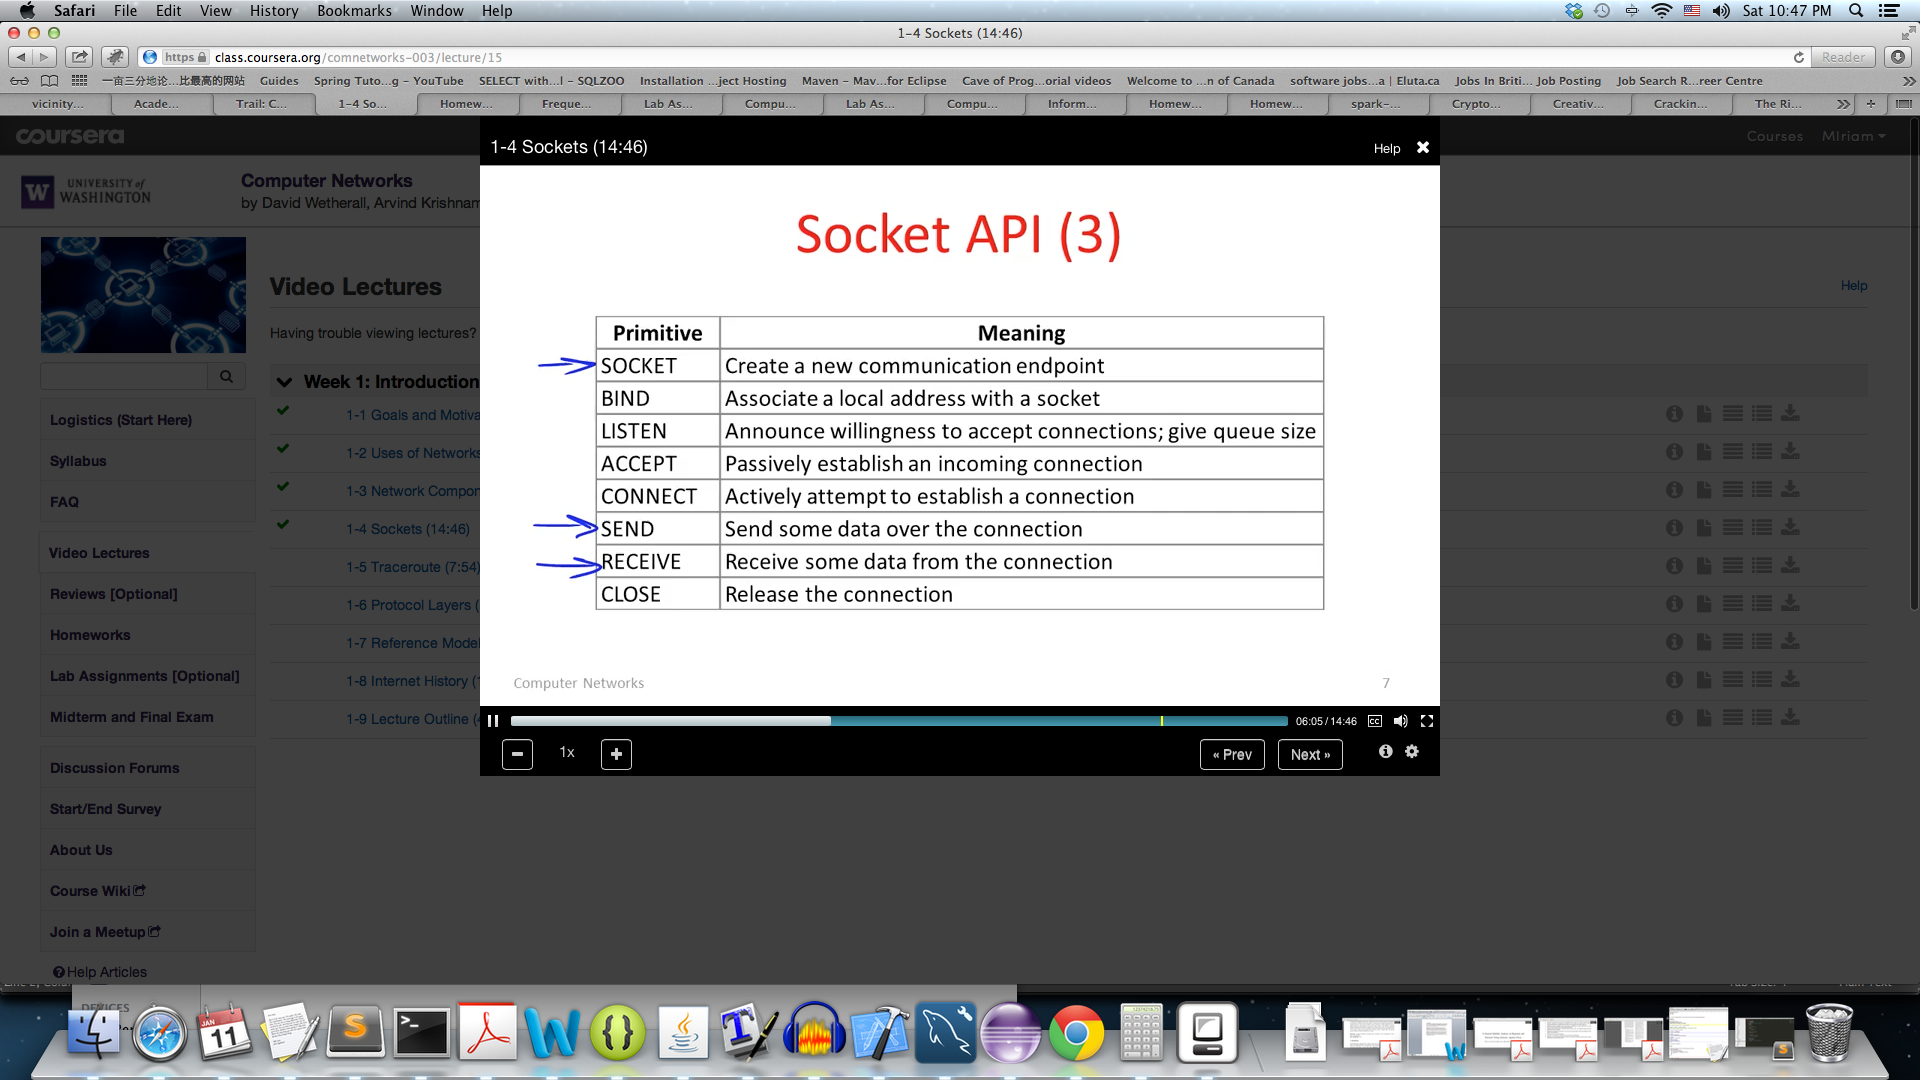 Safari File Edit View History Bookmarks Window Help Sat 10:47 PM
1-4 Sockets (14:46)
https class.coursera.org/comnetworks-003/lecture/15 Reader
一亩三分地论...比最高的网站 Guides Spring Tuto...g - YouTube SELECT with...l - SQLZOO Installation ...ject Hosting Maven - Mav...for Eclipse Cave of Prog...orial videos Welcome to ...n of Canada software jobs...a | Eluta.ca Jobs In Briti... Job Posting Job Search R...reer Centre
vicinity... Acade... Trail: C... 1-4 So... Homew... Freque... Lab As... Compu... Lab As... Compu... Inform... Homew... Homew... spark-... Crypto... Creativ... Crackin... The Ri...
coursera Courses MIriam
1-4 Sockets (14:46) Help
W UNIVERSITY of WASHINGTON
Computer Networks
by David Wetherall, Arvind Krishnam
Video Lectures Help
Having trouble viewing lectures?
Week 1: Introduction
Logistics (Start Here)
Syllabus
FAQ
Video Lectures
Reviews [Optional]
Homeworks
Lab Assignments [Optional]
Midterm and Final Exam
Discussion Forums
Start/End Survey
About Us
Course Wiki
Join a Meetup
Help Articles
1-1 Goals and Motiva
1-2 Uses of Networks
1-3 Network Compon
1-4 Sockets (14:46)
1-5 Traceroute (7:54)
1-6 Protocol Layers (
1-7 Reference Model
1-8 Internet History (
1-9 Lecture Outline (
Socket API (3)
Primitive Meaning
SOCKET Create a new communication endpoint
BIND Associate a local address with a socket
LISTEN Announce willingness to accept connections; give queue size
ACCEPT Passively establish an incoming connection
CONNECT Actively attempt to establish a connection
SEND Send some data over the connection
RECEIVE Receive some data from the connection
CLOSE Release the connection
Computer Networks 7
06:05 / 14:46 CC
1x « Prev Next »
DEVICES
JAN 11